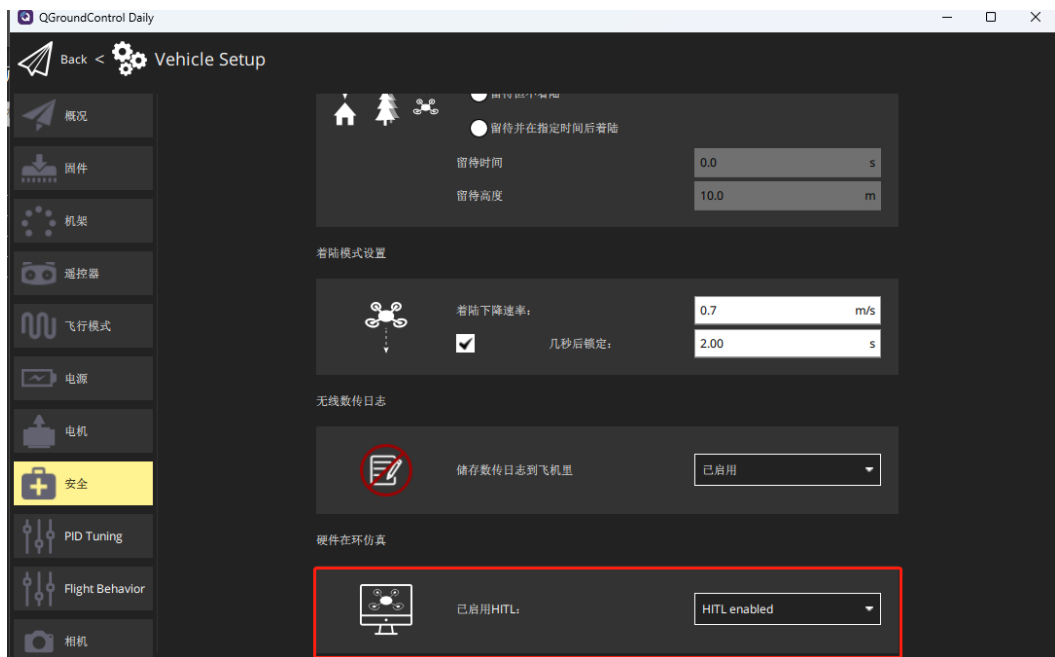 QGroundControl Daily
Back < Vehicle Setup
概况
固件
机架
遥控器
飞行模式
电源
电机
安全
PID Tuning
Flight Behavior
相机
留待并在指定时间后着陆
留待时间 0.0 s
留待高度 10.0 m
着陆模式设置
着陆下降速率: 0.7 m/s
几秒后锁定: 2.00 s
无线数传日志
储存数传日志到飞机里 已启用
硬件在环仿真
已启用HITL: HITL enabled